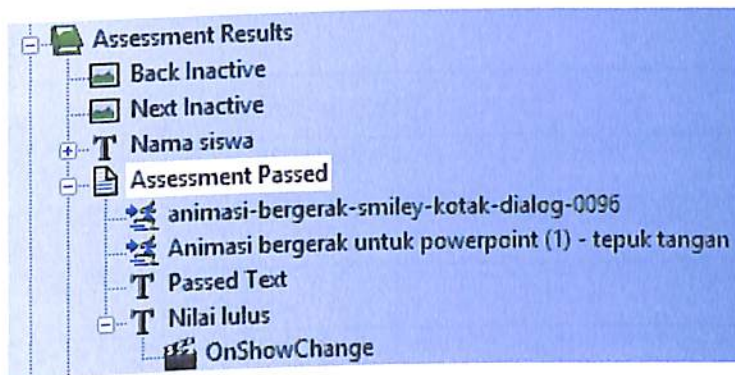 Assessment Results
Back Inactive
Next Inactive
Nama siswa
Assessment Passed
animasi-bergerak-smiley-kotak-dialog-0096
Animasi bergerak untuk powerpoint (1) - tepuk tangan
Passed Text
Nilai lulus
OnShowChange